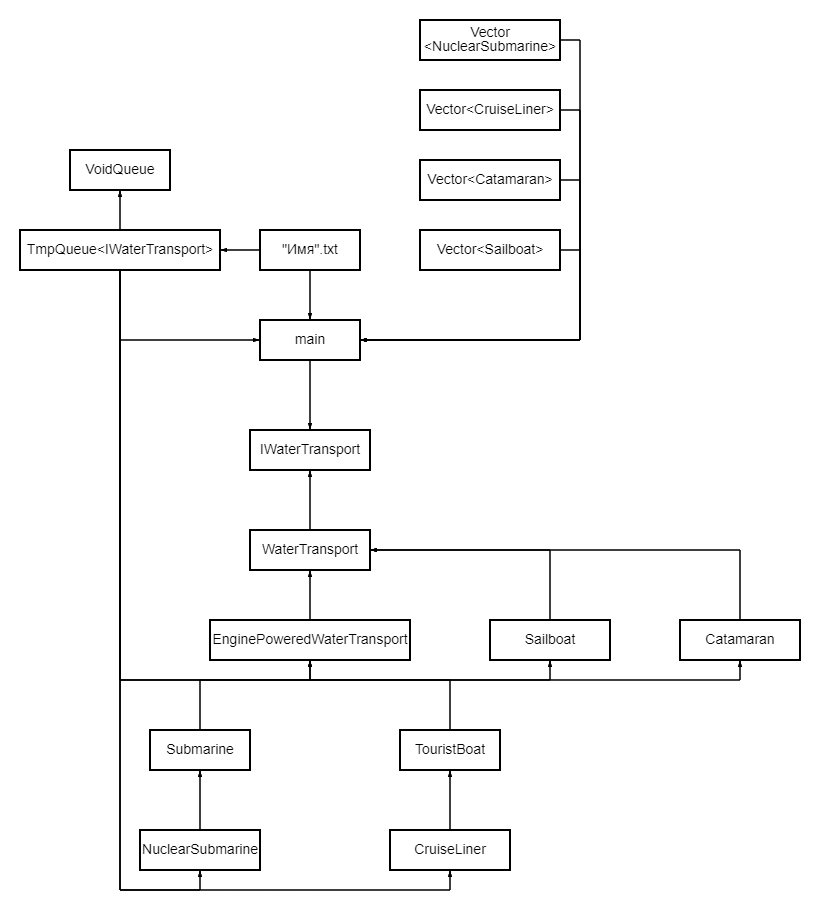 Vector
<NuclearSubmarine>
Vector<CruiseLiner>
VoidQueue
Vector<Catamaran>
TmpQueue<IWaterTransport>
"Имя".txt
Vector<Sailboat>
main
IWaterTransport
WaterTransport
EnginePoweredWaterTransport
Sailboat
Catamaran
Submarine
TouristBoat
NuclearSubmarine
CruiseLiner